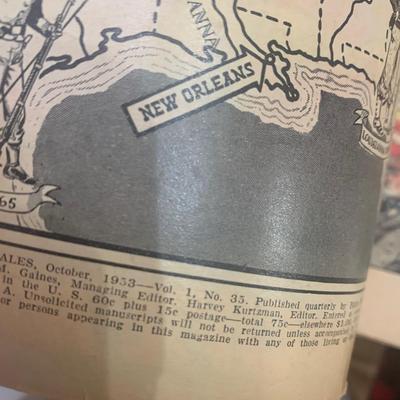 ANNA
NEW ORLEANS
65
ALES, October, 1953—Vol. 1, No. 35. Published quarterly by
M. Gaines, Managing Editor. Harvey Kurtzman, Editor. Entered
in the U. S. 60c plus 15c postage—total 75c—elsewhere
A. Unsolicited manuscripts will not be returned unless accompanied
or persons appearing in this magazine with any of those living or